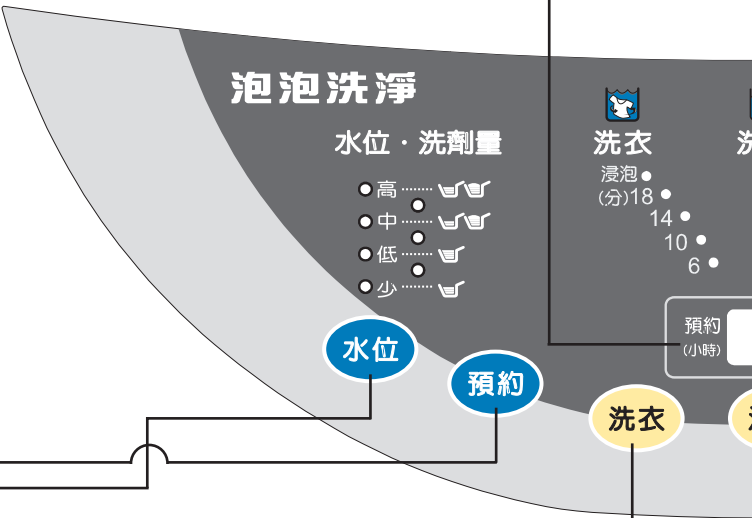 泡泡洗淨
水位・洗劑量
高
中
低
少
洗衣
浸泡
(分)18
14
10
6
預約
(小時)
水位
預約
洗衣